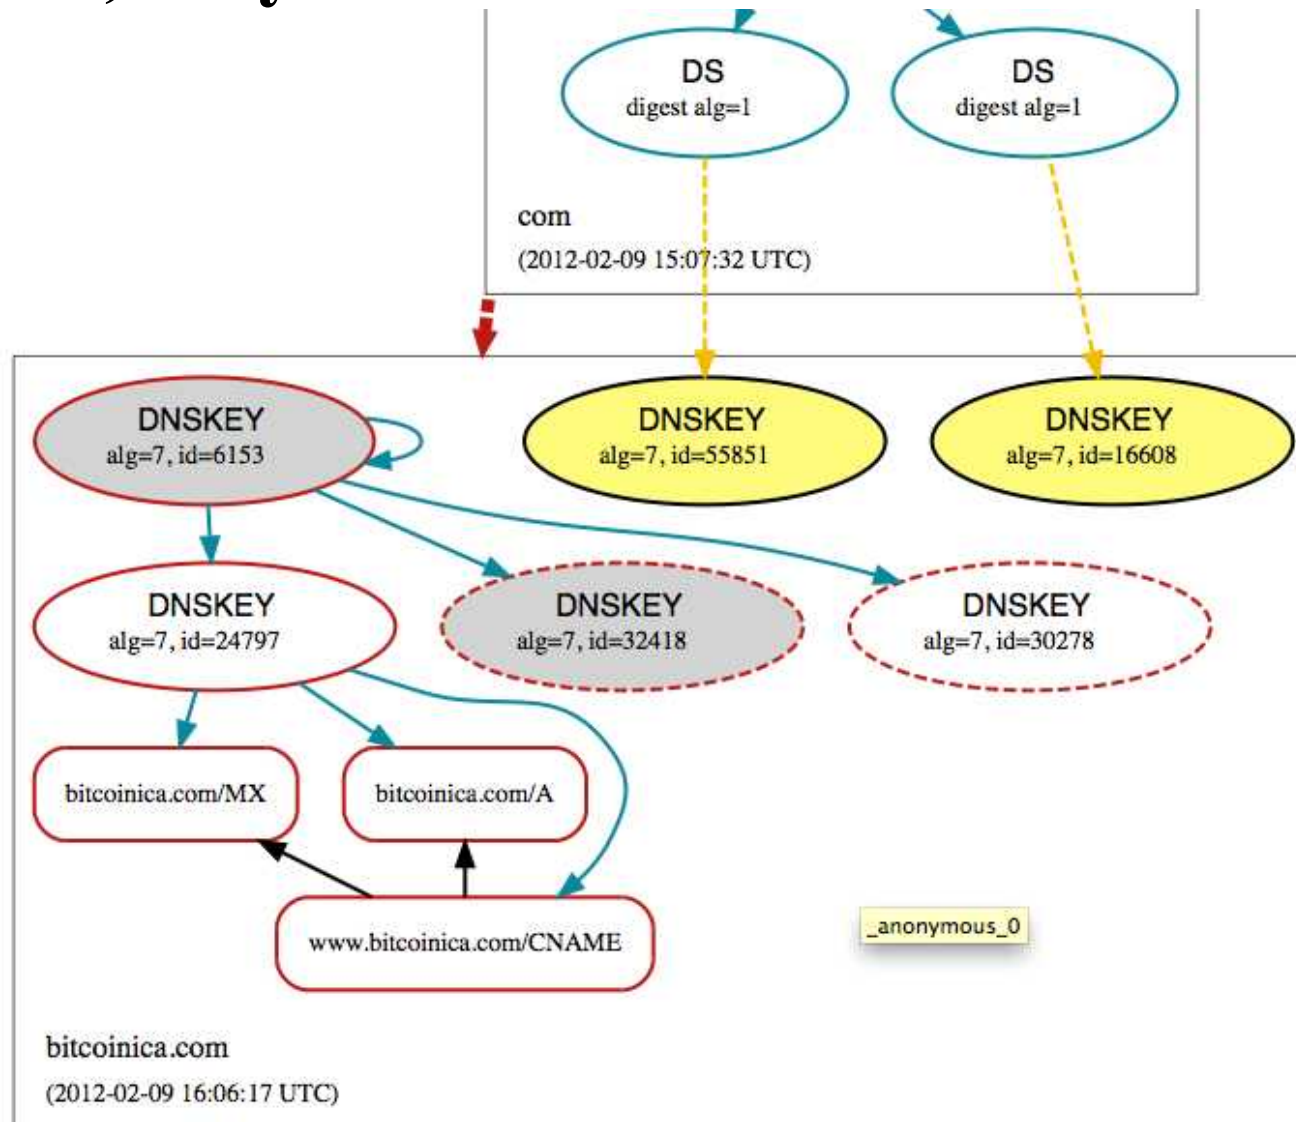 DS
digest alg=1
DS
digest alg=1
com
(2012-02-09 15:07:32 UTC)
DNSKEY
alg=7, id=6153
DNSKEY
alg=7, id=55851
DNSKEY
alg=7, id=16608
DNSKEY
alg=7, id=24797
DNSKEY
alg=7, id=32418
DNSKEY
alg=7, id=30278
bitcoinica.com/MX
bitcoinica.com/A
www.bitcoinica.com/CNAME
_anonymous_0
bitcoinica.com
(2012-02-09 16:06:17 UTC)